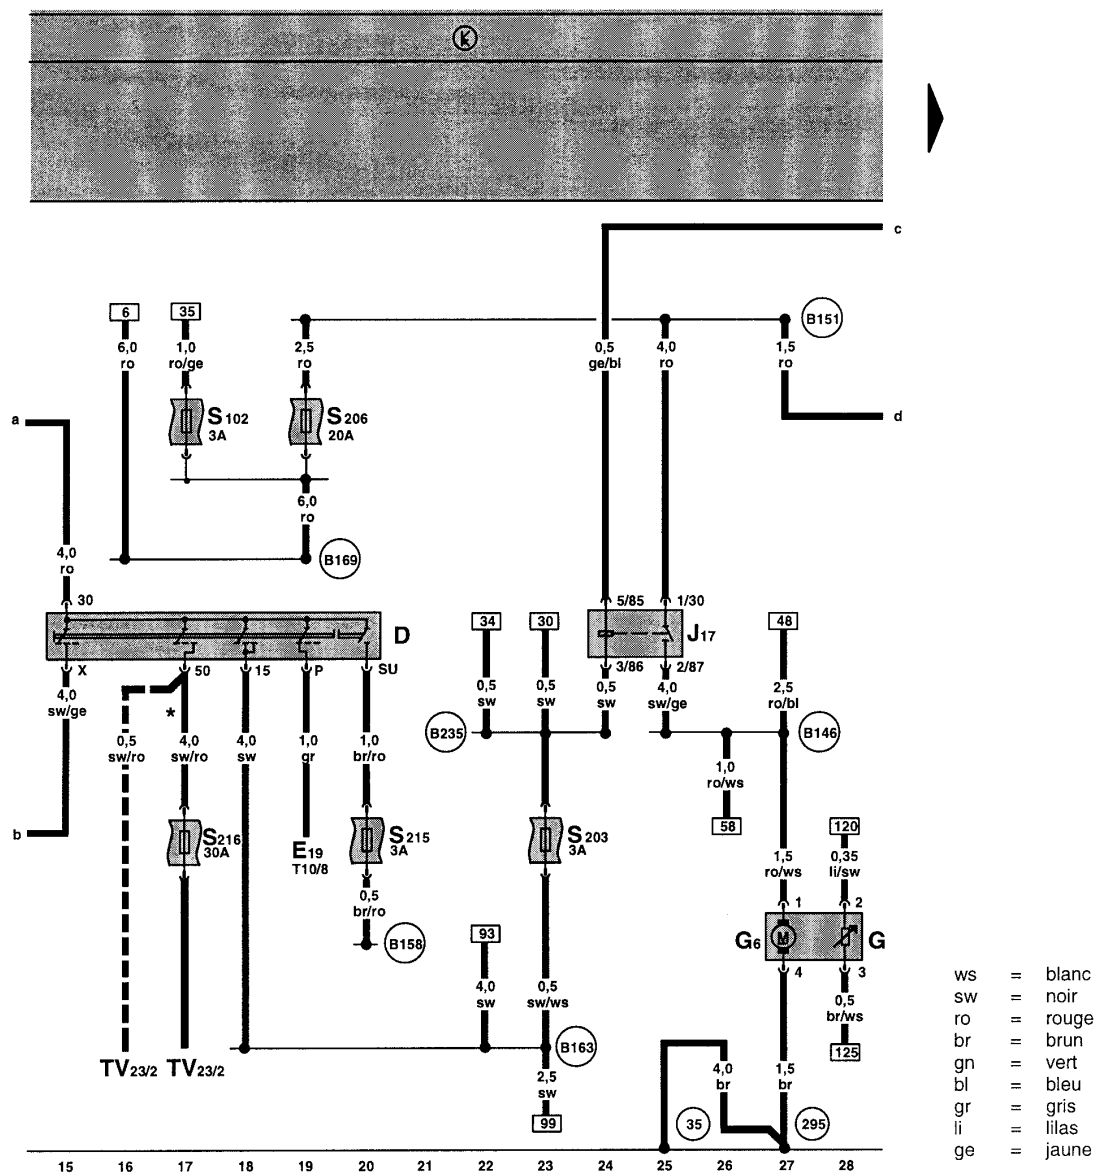 K
c
6
35
B151
6,0
ro
1,0
ro/ge
2,5
ro
0,5
ge/bl
4,0
ro
1,5
ro
a
S102
3A
S206
20A
d
6,0
ro
4,0
ro
B169
30
5/85
1/30
D
34
30
J17
48
X
50
15
P
SU
3/86
2/87
4,0
sw/ge
*
0,5
sw
0,5
sw
0,5
sw
4,0
sw/ge
2,5
ro/bl
0,5
sw/ro
4,0
sw/ro
4,0
sw
1,0
gr
1,0
br/ro
B235
B146
1,0
ro/ws
b
S216
30A
E19
T10/8
S215
3A
S203
3A
58
120
1,5
ro/ws
0,35
li/sw
0,5
br/ro
1
2
B158
93
G6
M
G
4,0
sw
0,5
sw/ws
4
3
0,5
br/ws
TV23/2
TV23/2
B163
125
2,5
sw
4,0
br
1,5
br
99
35
295
15 16 17 18 19 20 21 22 23 24 25 26 27 28
ws = blanc
sw = noir
ro = rouge
br = brun
gn = vert
bl = bleu
gr = gris
li = lilas
ge = jaune